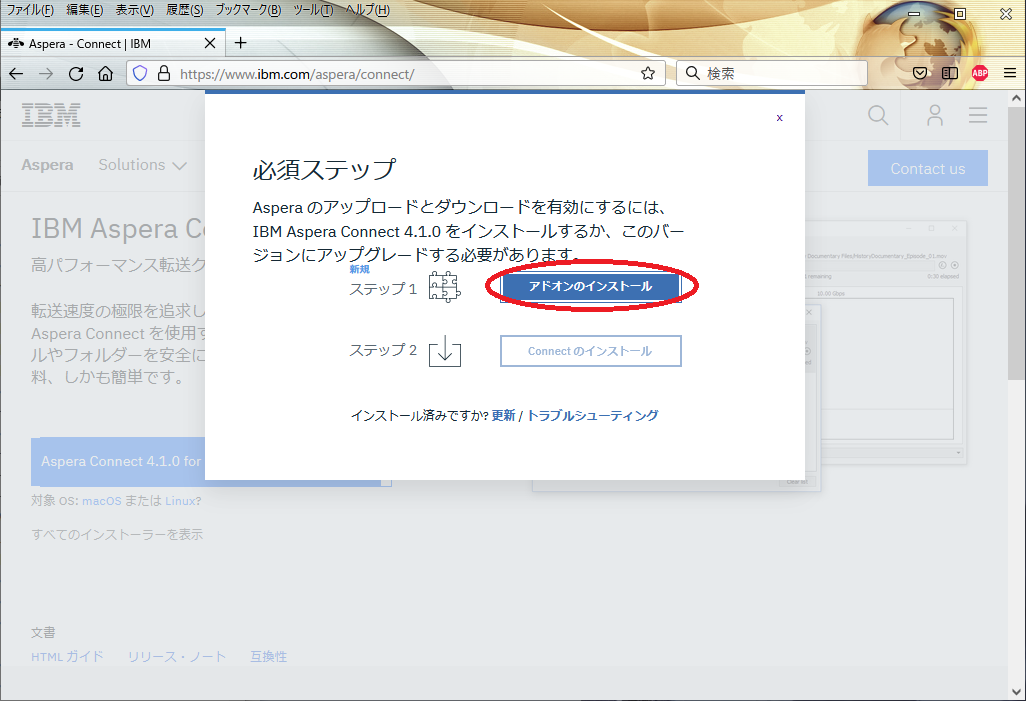 ファイル(F) 編集(E) 表示(V) 履歴(S) ブックマーク(B) ツール(T) ヘルプ(H)
Aspera - Connect | IBM
https://www.ibm.com/aspera/connect/
検索
ABP
IBM
x
Aspera Solutions
Contact us
必須ステップ
Aspera のアップロードとダウンロードを有効にするには、
IBM Aspera Connect 4.1.0 をインストールするか、このバー
ジョンにアップグレードする必要があります。
新規
ステップ 1
アドオンのインストール
ステップ 2
Connect のインストール
インストール済みですか? 更新 / トラブルシューティング
IBM Aspera Co
高パフォーマンス転送ク
転送速度の極限を追求し
Aspera Connect を使用す
ルやフォルダーを安全に
料、しかも簡単です。
Aspera Connect 4.1.0 for
対象 OS: macOS または Linux?
すべてのインストーラーを表示
文書
HTML ガイド リリース・ノート 互換性